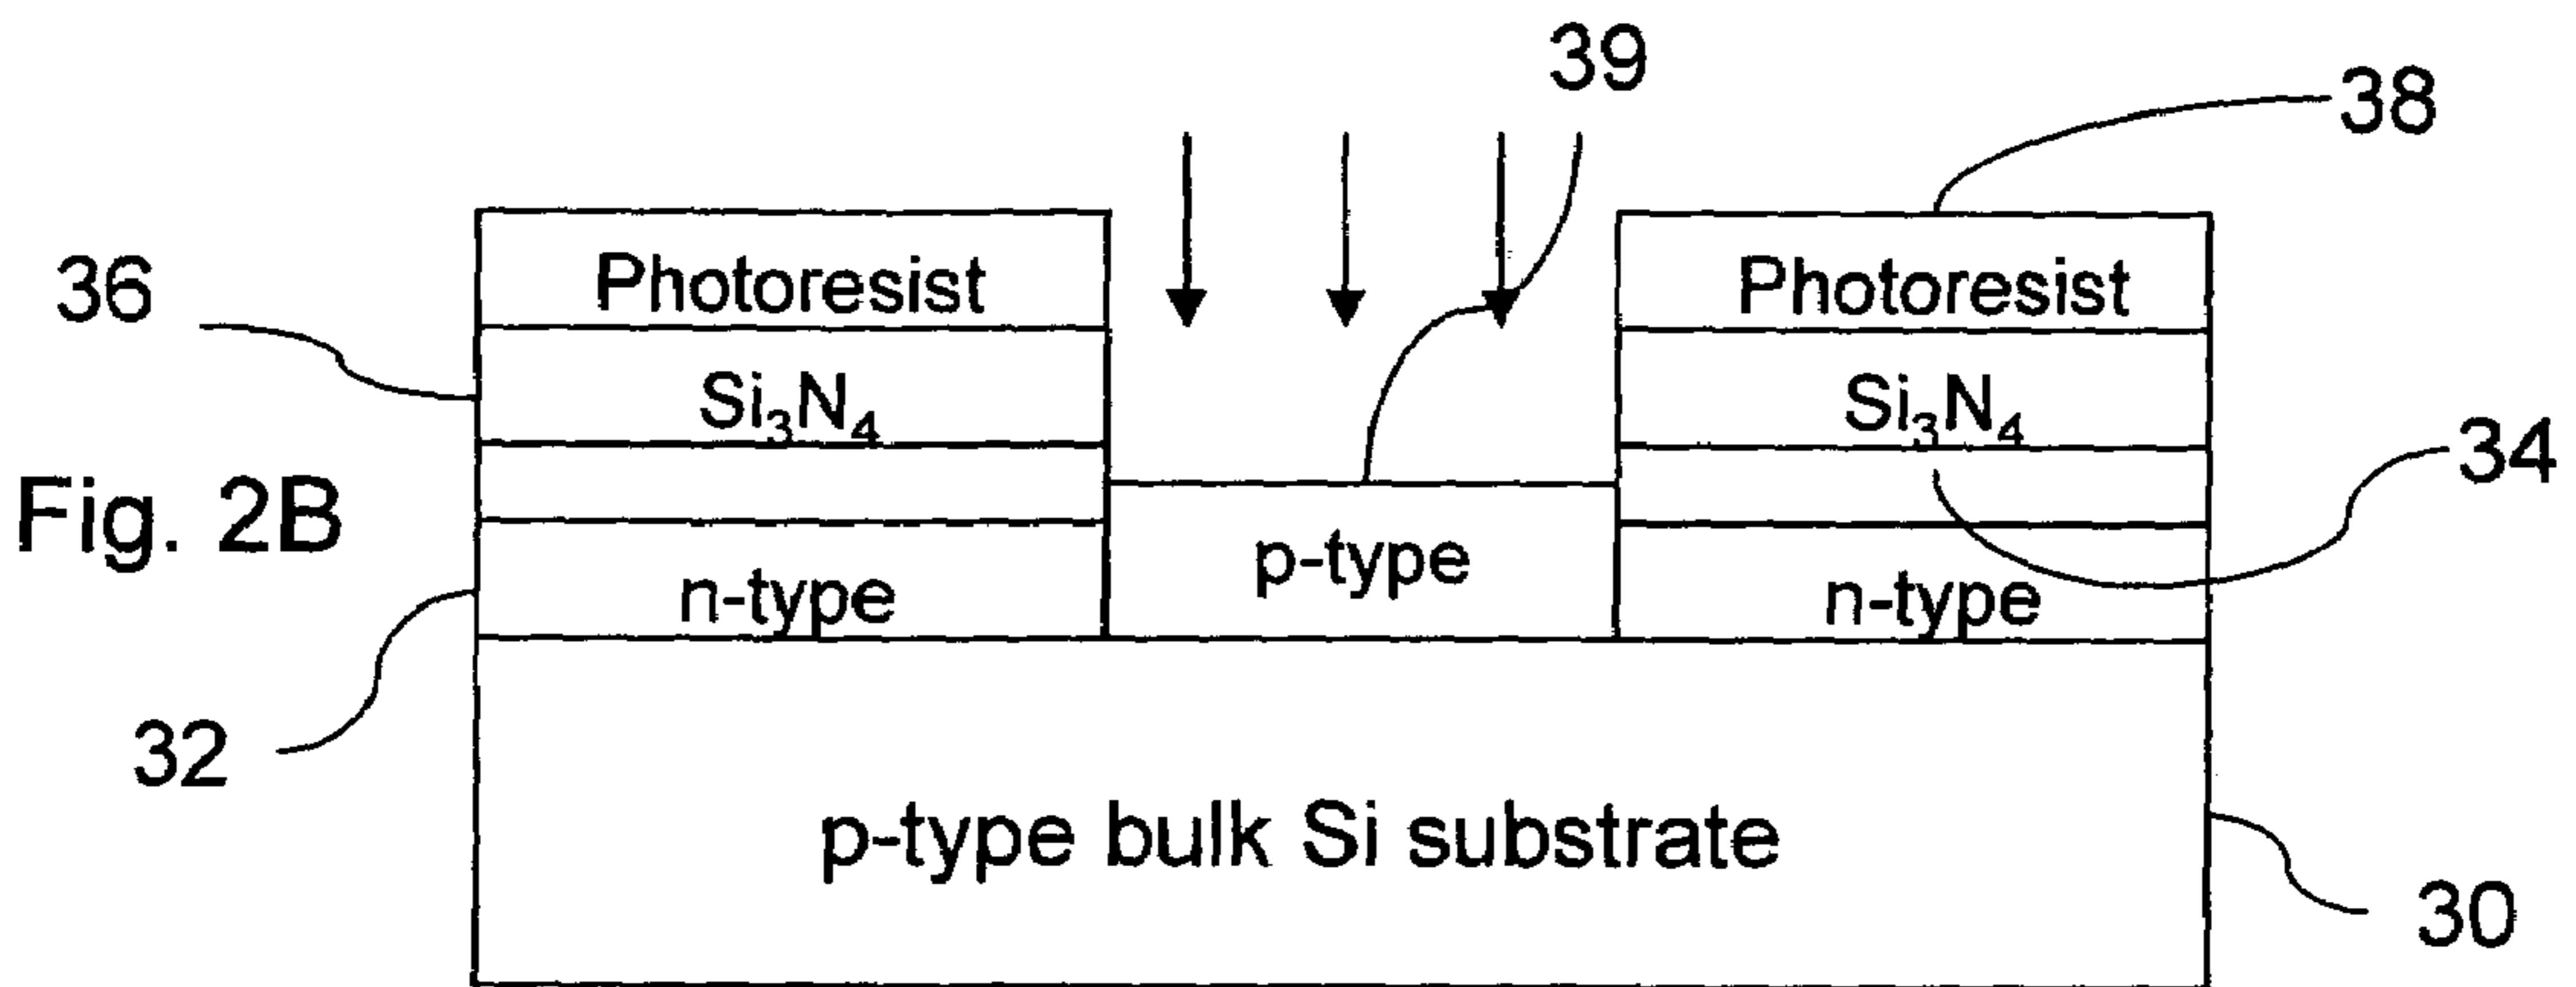 39
38
Photoresist
Photoresist
36
Si₃N₄
Si₃N₄
34
Fig. 2B
p-type
n-type
n-type
32
p-type bulk Si substrate
30